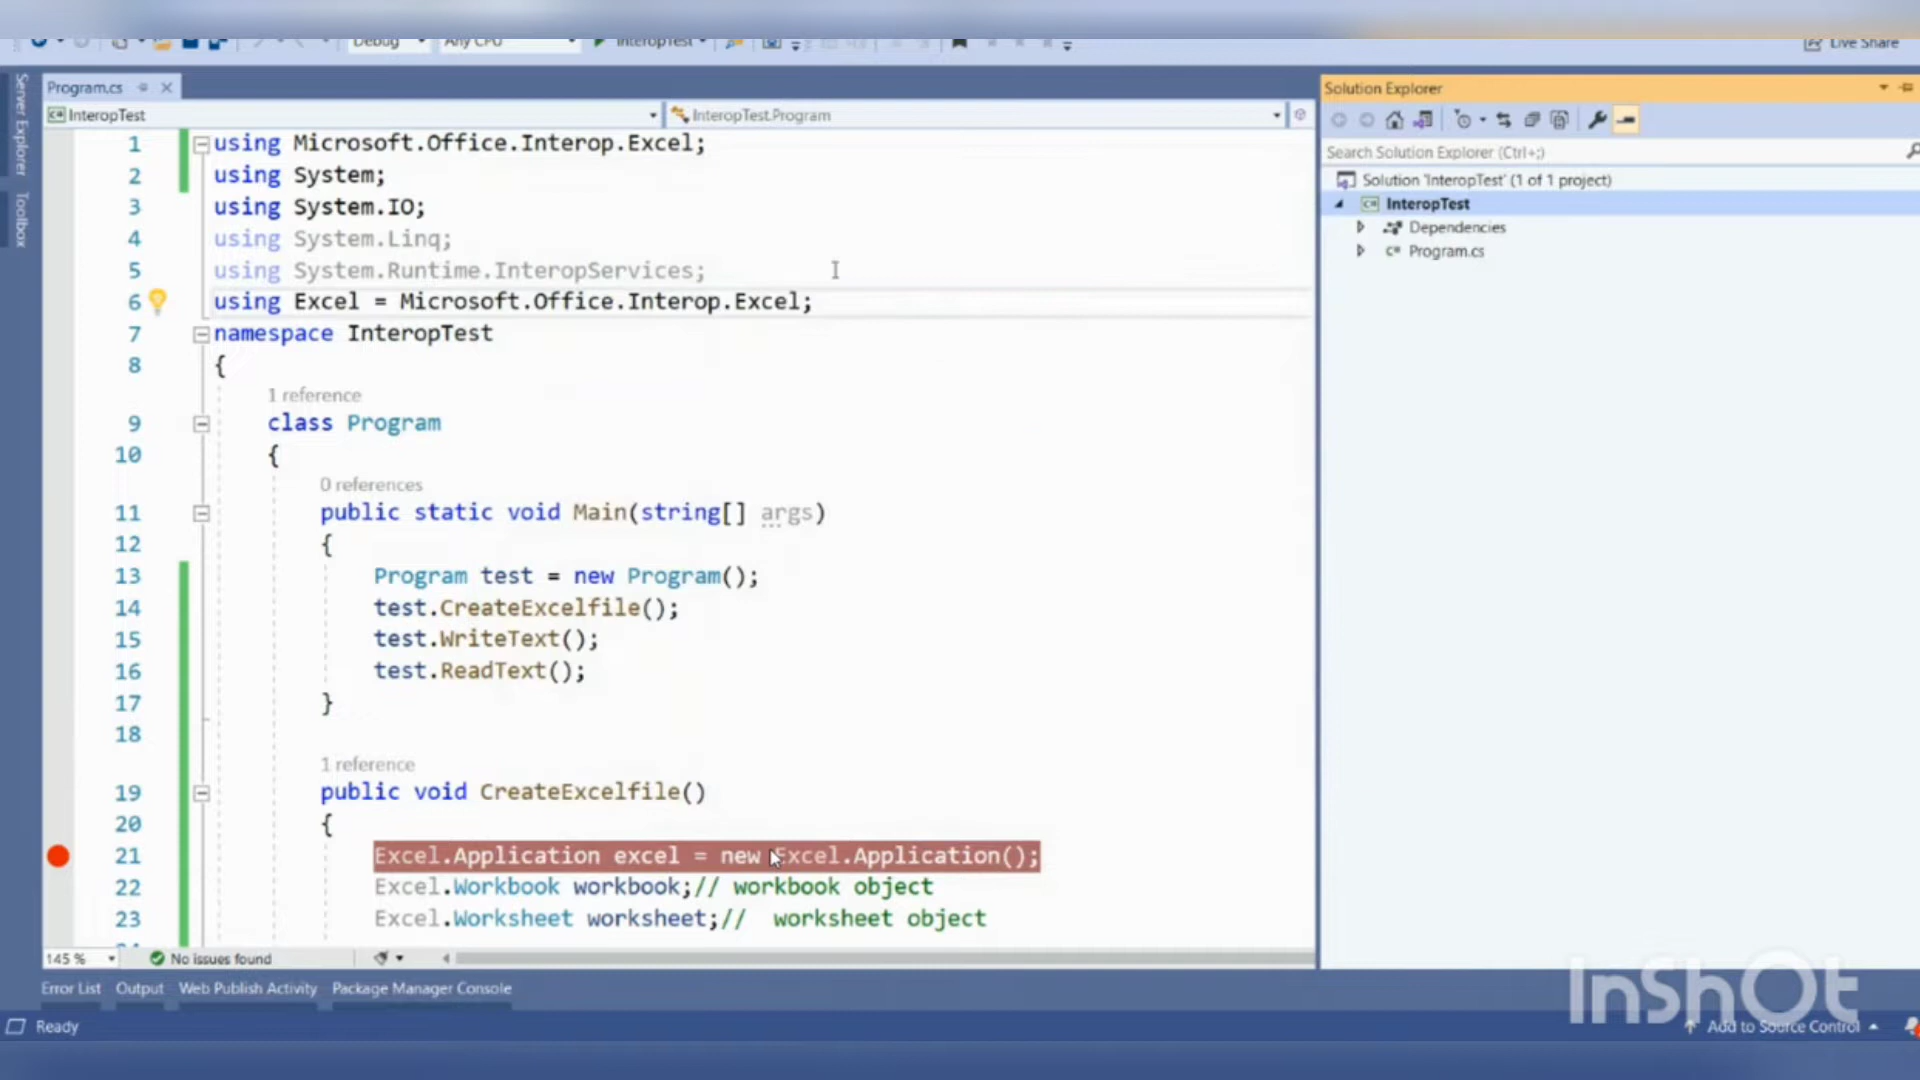 Debug Any CPU InteropTest Live Share
Server Explorer
Toolbox
Program.cs
InteropTest InteropTest.Program
1 using Microsoft.Office.Interop.Excel;
2 using System;
3 using System.IO;
4 using System.Linq;
5 using System.Runtime.InteropServices;
6 using Excel = Microsoft.Office.Interop.Excel;
7 namespace InteropTest
8 {
1 reference
9 class Program
10 {
0 references
11 public static void Main(string[] args)
12 {
13 Program test = new Program();
14 test.CreateExcelfile();
15 test.WriteText();
16 test.ReadText();
17 }
18
1 reference
19 public void CreateExcelfile()
20 {
21 Excel.Application excel = new Excel.Application();
22 Excel.Workbook workbook;// workbook object
23 Excel.Worksheet worksheet;//  worksheet object
145 % No issues found
Error List Output Web Publish Activity Package Manager Console
Ready
Solution Explorer
Search Solution Explorer (Ctrl+;)
Solution 'InteropTest' (1 of 1 project)
C# InteropTest
Dependencies
C# Program.cs
InShOt
Add to Source Control